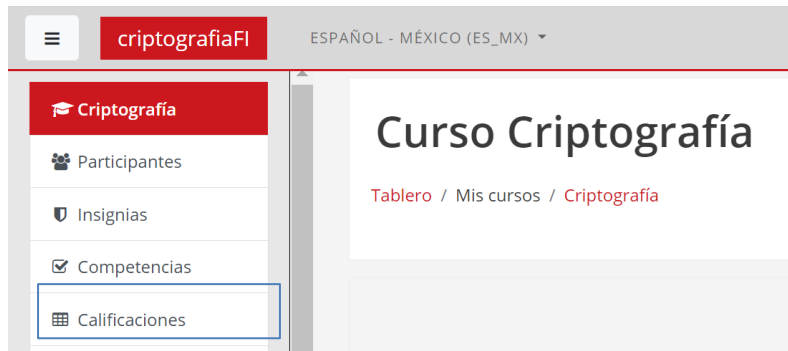 criptografiaFI
ESPAÑOL - MÉXICO (ES_MX)
Criptografía
Participantes
Insignias
Competencias
Calificaciones
Curso Criptografía
Tablero / Mis cursos / Criptografía